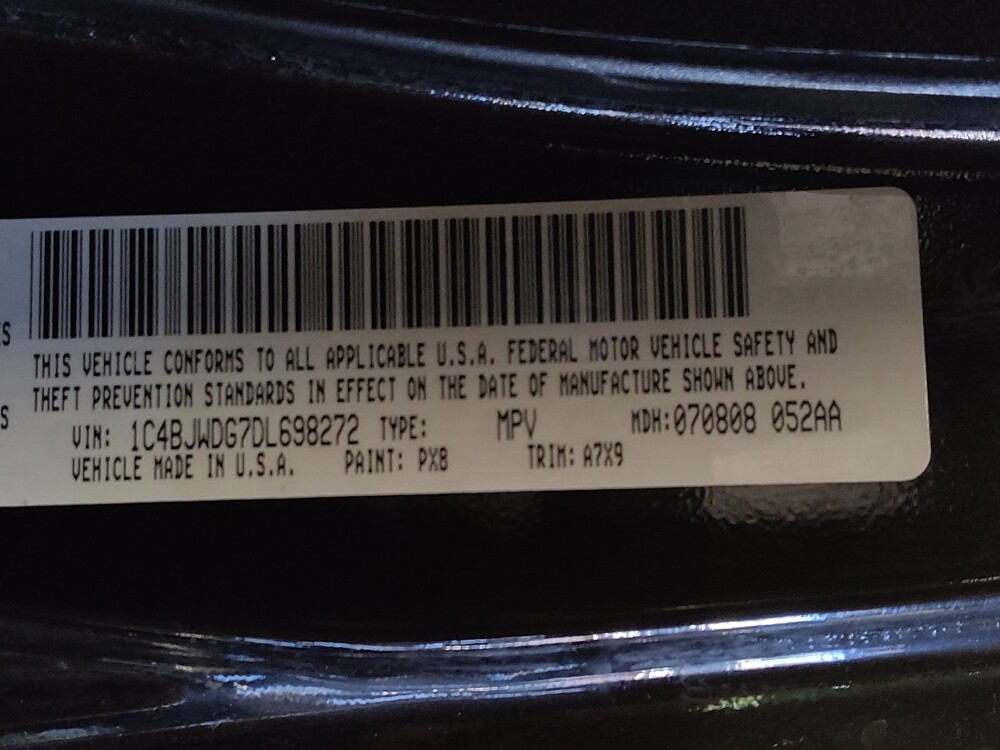 S
THIS VEHICLE CONFORMS TO ALL APPLICABLE U.S.A. FEDERAL MOTOR VEHICLE SAFETY AND
THEFT PREVENTION STANDARDS IN EFFECT ON THE DATE OF MANUFACTURE SHOWN ABOVE.
S
VIN: 1C4BJWDG7DL698272 TYPE: MPV MDH:070808 052AA
VEHICLE MADE IN U.S.A. PAINT: PX8 TRIM: A7X9